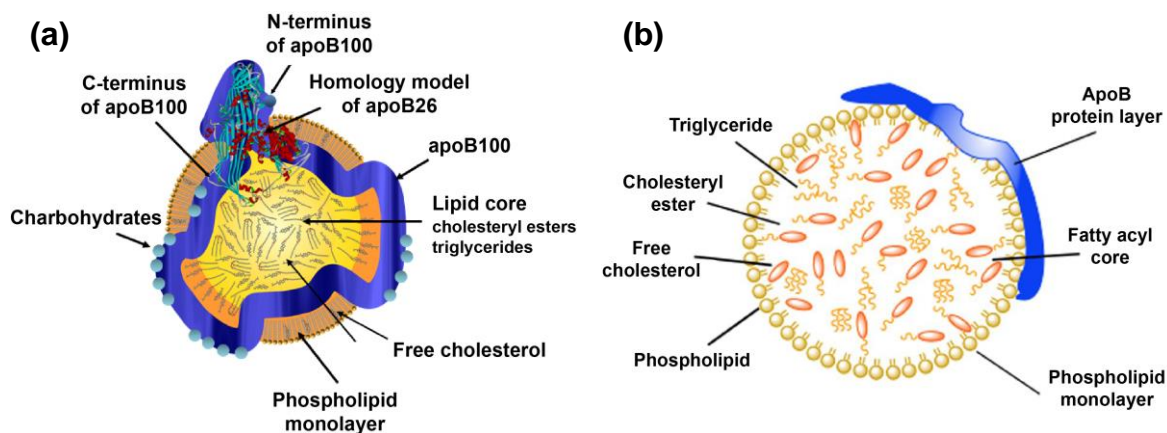 (a)
N-terminus
of apoB100
C-terminus
of apoB100
Homology model
of apoB26
apoB100
Charbohydrates
Lipid core
cholesteryl esters
triglycerides
Free cholesterol
Phospholipid
monolayer
(b)
ApoB
protein layer
Triglyceride
Cholesteryl
ester
Free
cholesterol
Fatty acyl
core
Phospholipid
Phospholipid
monolayer